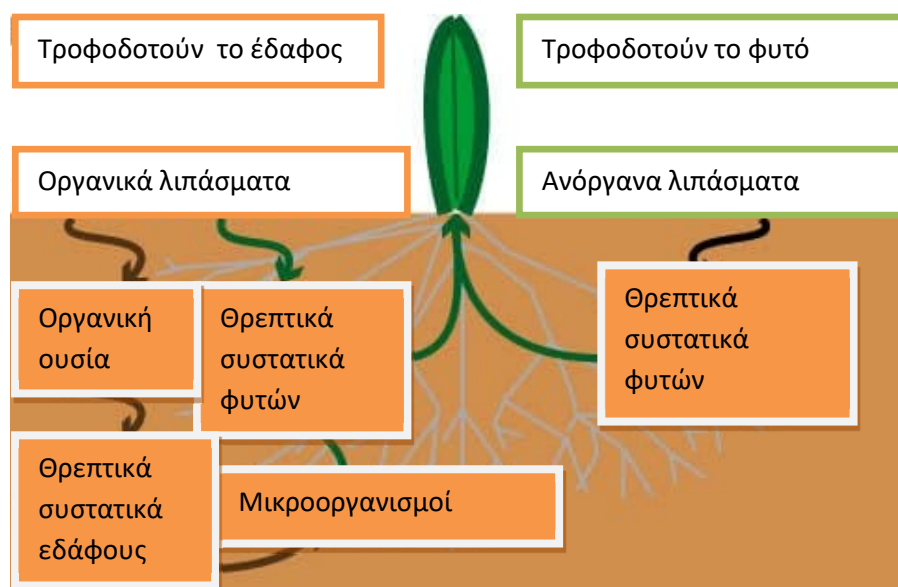 Τροφοδοτούν το έδαφος
Τροφοδοτούν το φυτό
Οργανικά λιπάσματα
Ανόργανα λιπάσματα
Οργανική
ουσία
Θρεπτικά
συστατικά
φυτών
Θρεπτικά
συστατικά
φυτών
Θρεπτικά
συστατικά
εδάφους
Μικροοργανισμοί